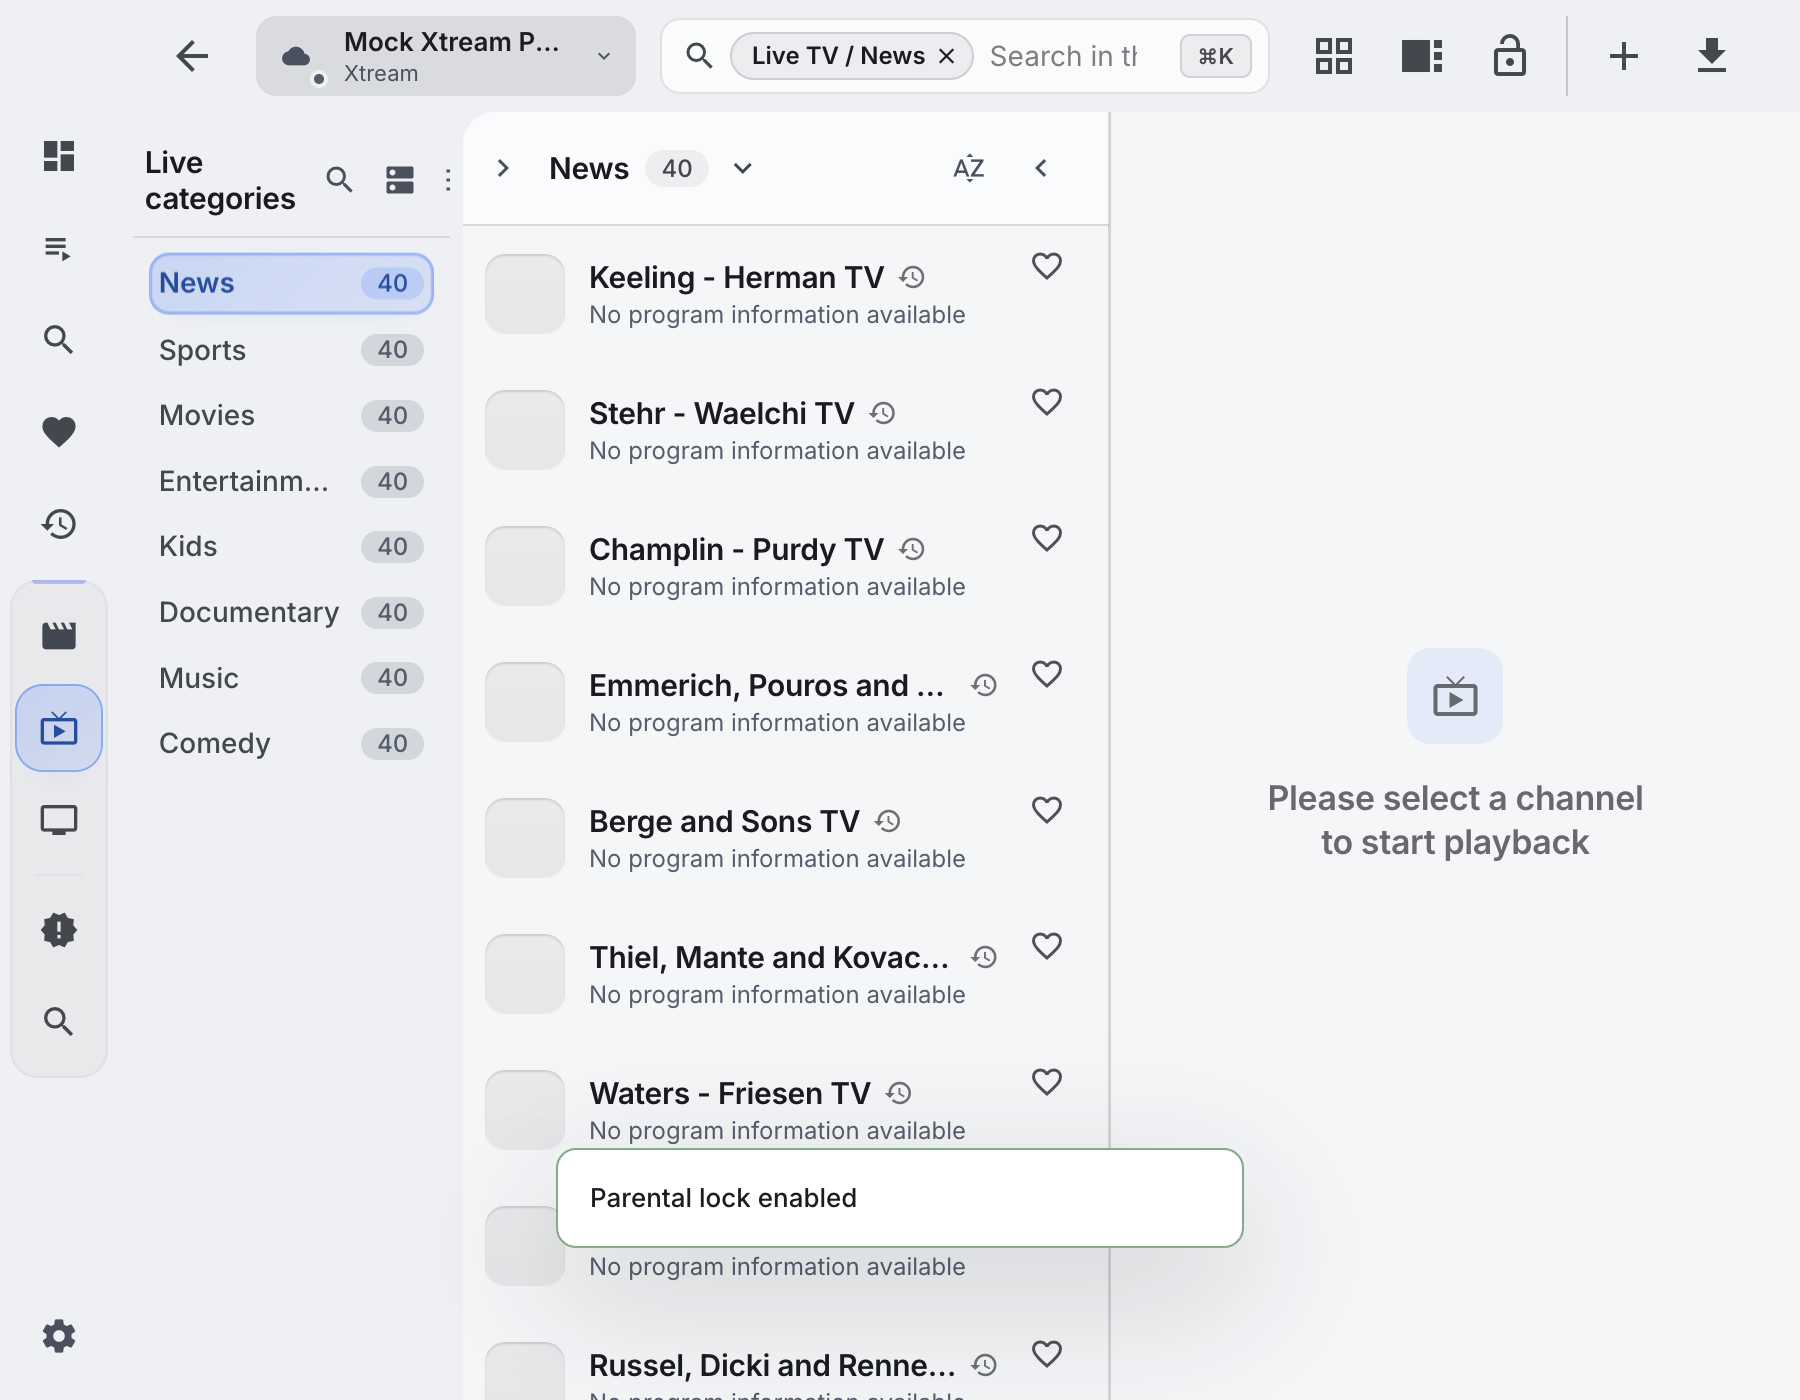 Mock Xtream P...
Xtream
Live TV / News
Search in th
⌘K
Live
categories
News 40
AZ
News 40
Sports 40
Movies 40
Entertainm... 40
Kids 40
Documentary 40
Music 40
Comedy 40
Keeling - Herman TV
No program information available
Stehr - Waelchi TV
No program information available
Champlin - Purdy TV
No program information available
Emmerich, Pouros and ...
No program information available
Berge and Sons TV
No program information available
Thiel, Mante and Kovac...
No program information available
Waters - Friesen TV
No program information available
Parental lock enabled
No program information available
Russel, Dicki and Renne...
Please select a channel
to start playback